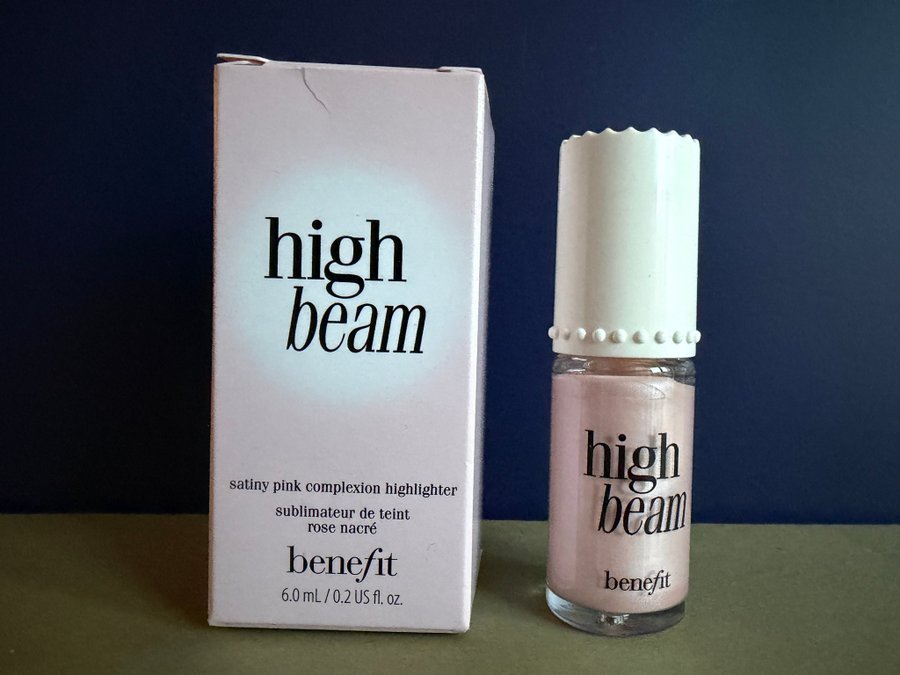 high
beam
satiny pink complexion highlighter
sublimateur de teint
rose nacré
benefit
6.0 mL / 0.2 US fl. oz.
high
beam
benefit